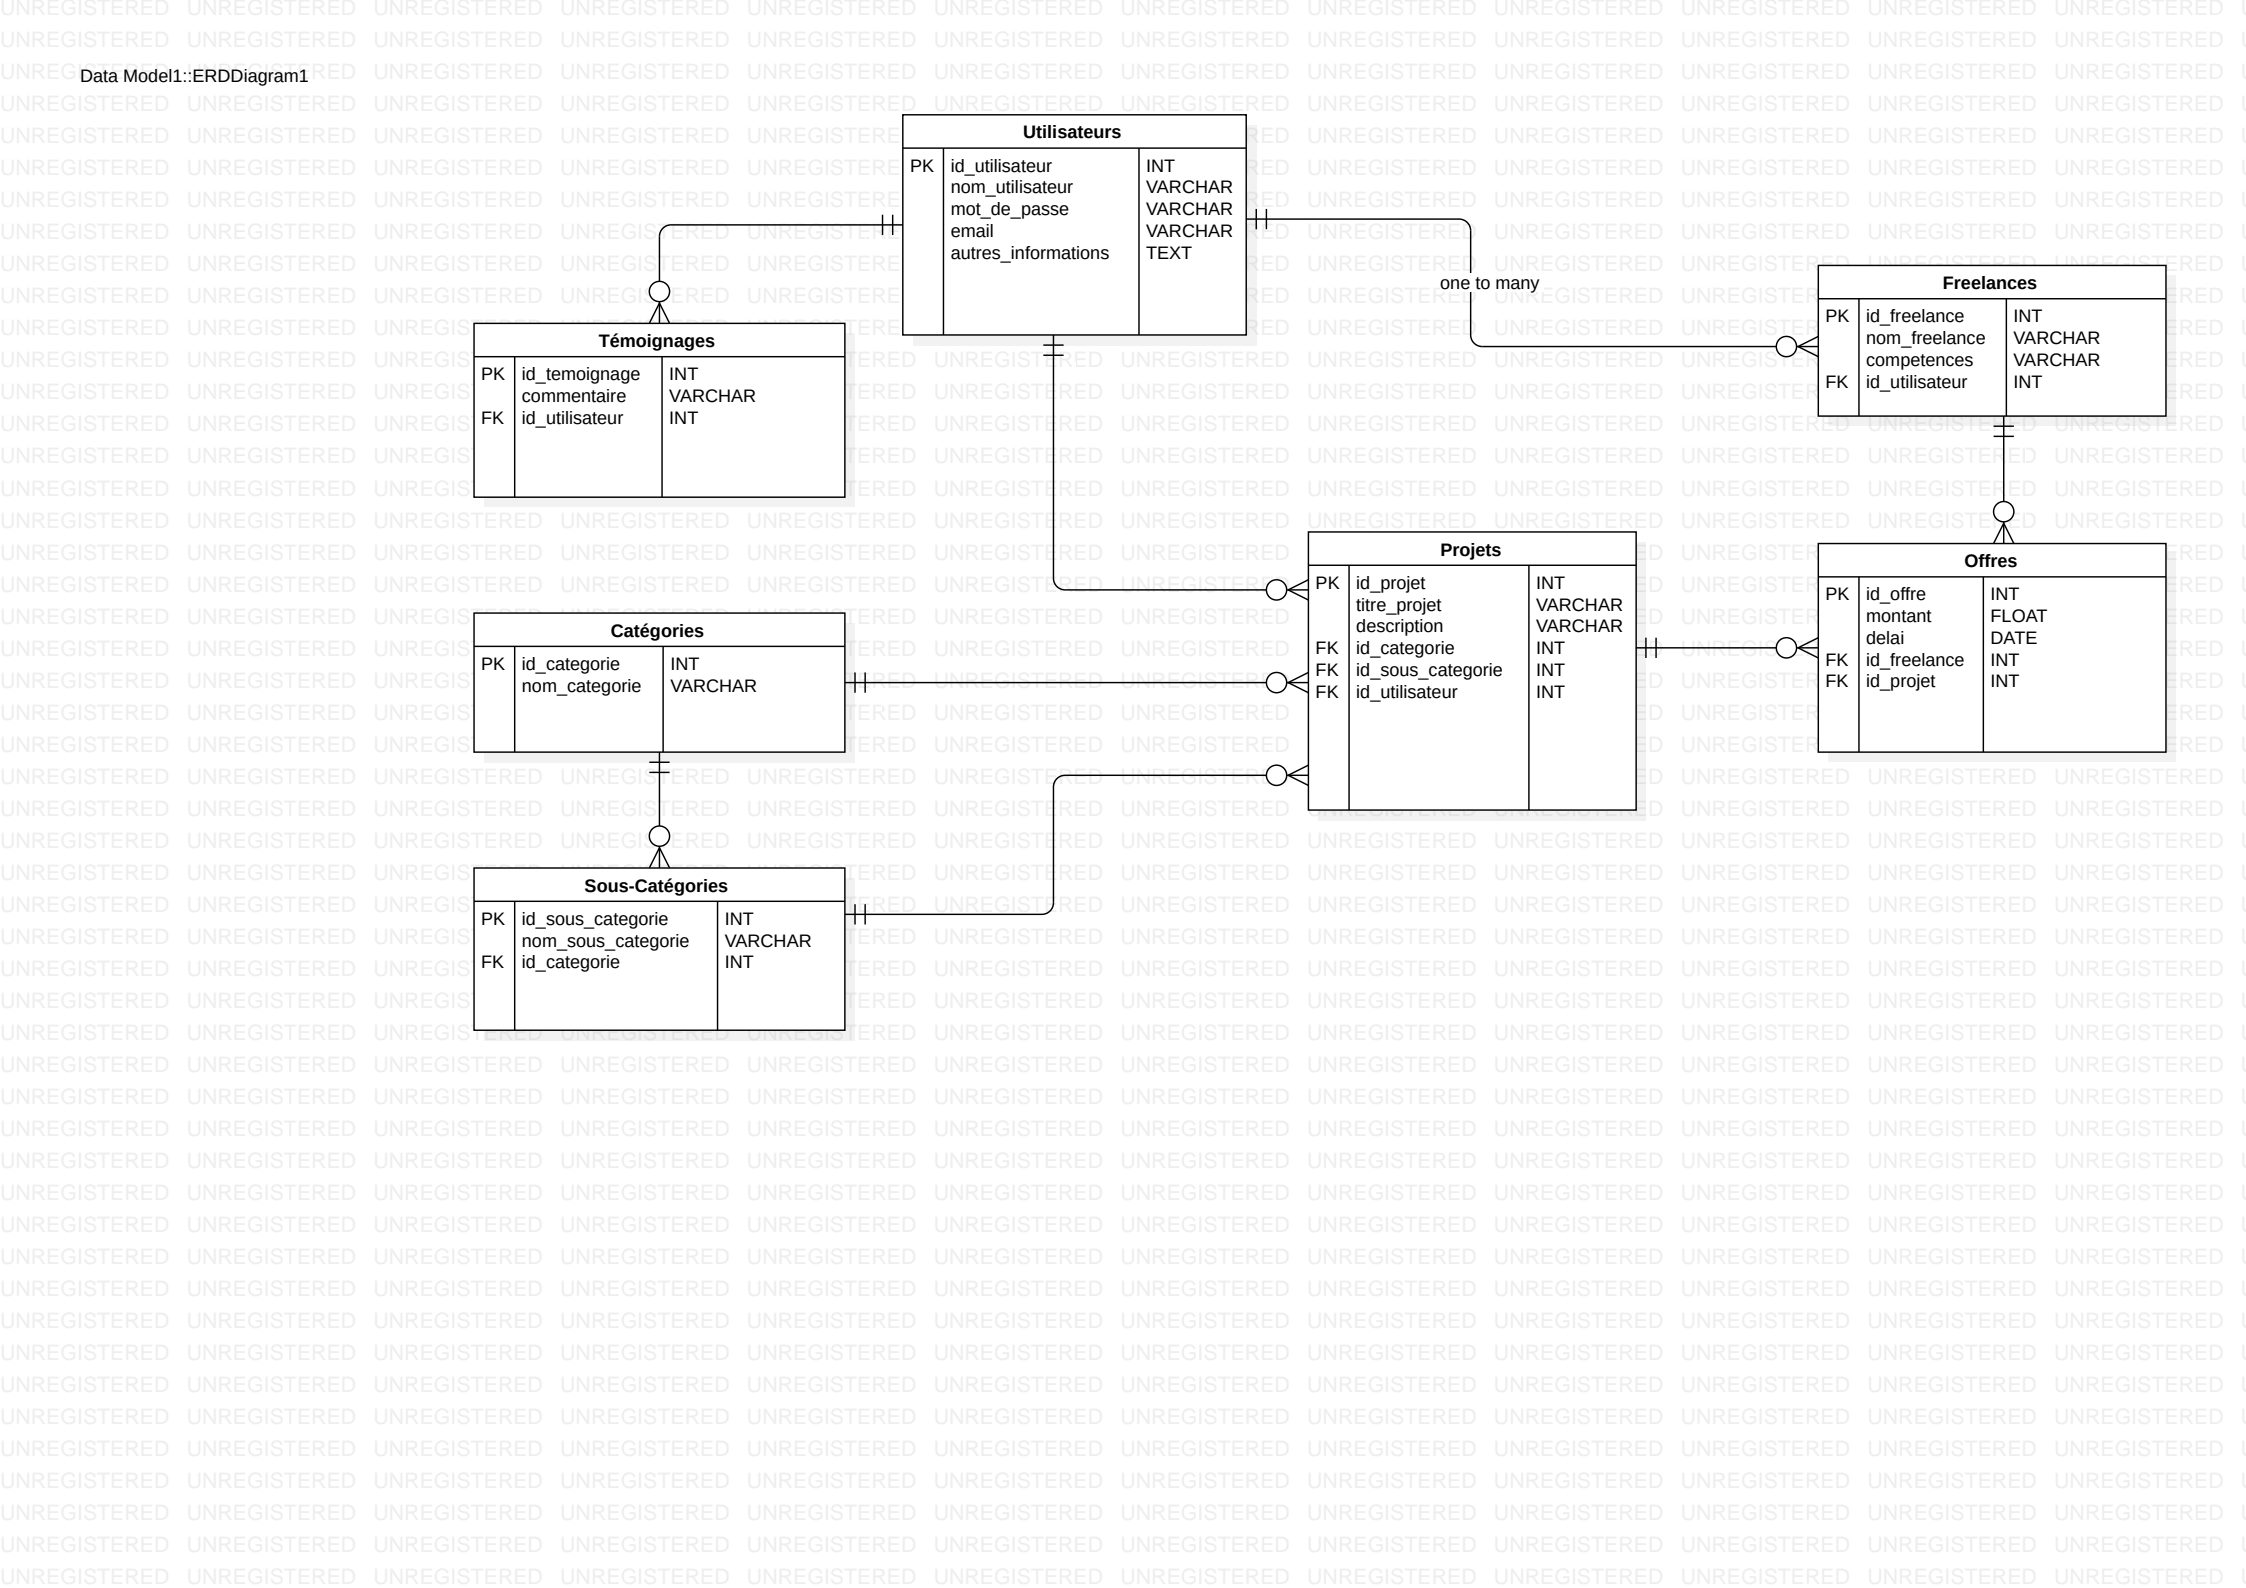 Data Model1::ERDDiagram1
Utilisateurs
PK id_utilisateur INT
nom_utilisateur VARCHAR
mot_de_passe VARCHAR
email VARCHAR
autres_informations TEXT
one to many
Freelances
PK id_freelance INT
nom_freelance VARCHAR
competences VARCHAR
FK id_utilisateur INT
Témoignages
PK id_temoignage INT
commentaire VARCHAR
FK id_utilisateur INT
Projets
PK id_projet INT
titre_projet VARCHAR
description VARCHAR
FK id_categorie INT
FK id_sous_categorie INT
FK id_utilisateur INT
Offres
PK id_offre INT
montant FLOAT
delai DATE
FK id_freelance INT
FK id_projet INT
Catégories
PK id_categorie INT
nom_categorie VARCHAR
Sous-Catégories
PK id_sous_categorie INT
nom_sous_categorie VARCHAR
FK id_categorie INT
UNREGISTERED